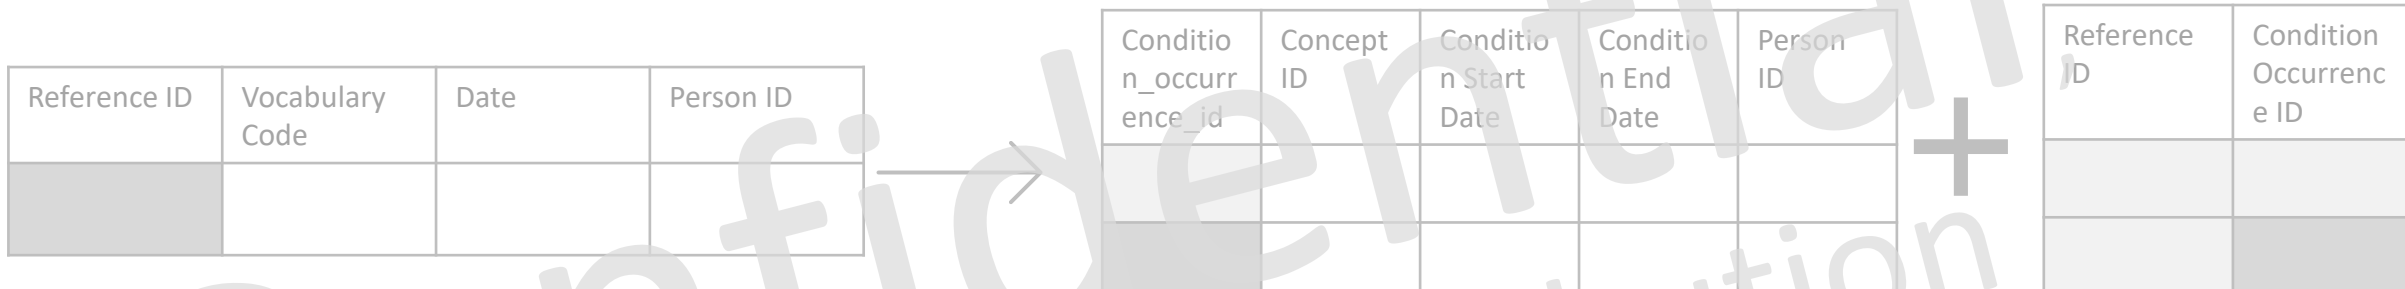 Reference ID
Vocabulary
Code
Date
Person ID
Conditio
n_occurr
ence_id
Concept
ID
Conditio
n Start
Date
Conditio
n End
Date
Person
ID
+
Reference
ID
Condition
Occurrenc
e ID